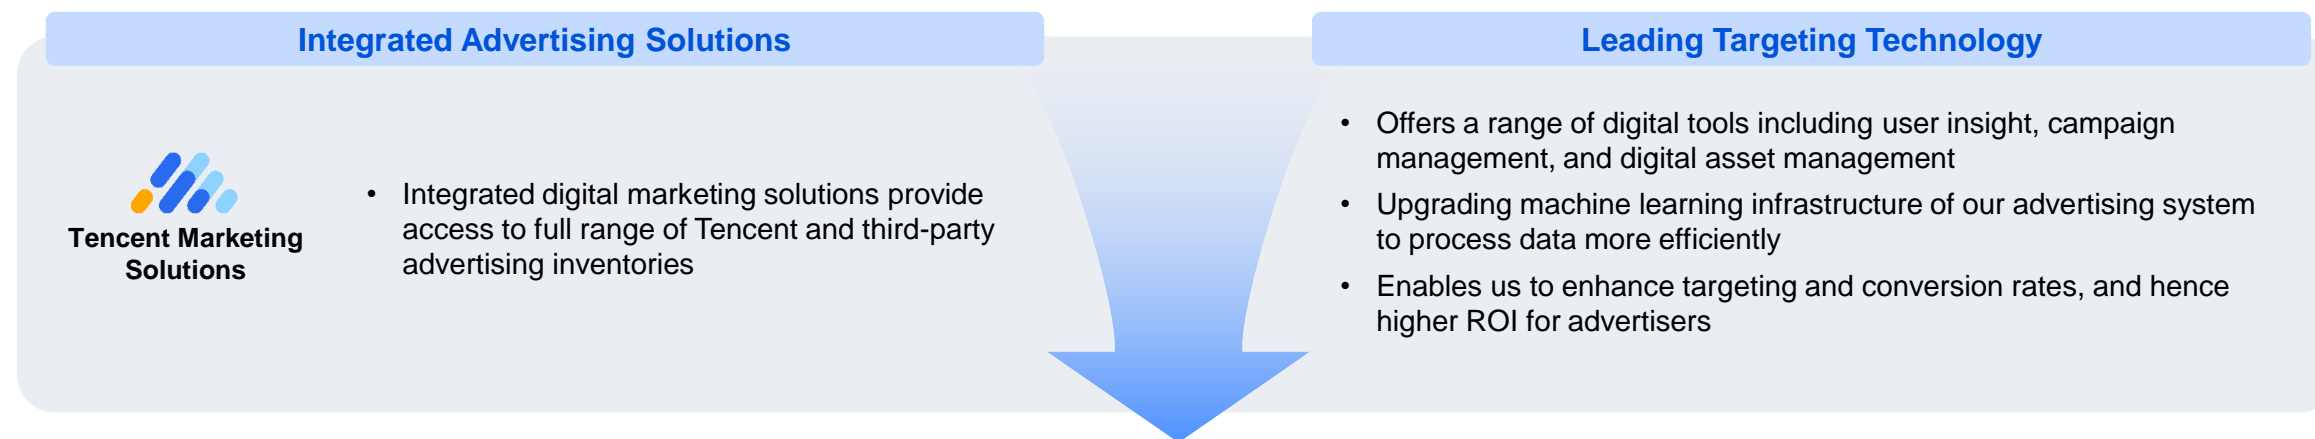 Integrated Advertising Solutions
Tencent Marketing
Solutions
• Integrated digital marketing solutions provide
access to full range of Tencent and third-party
advertising inventories
Leading Targeting Technology
• Offers a range of digital tools including user insight, campaign
management, and digital asset management
• Upgrading machine learning infrastructure of our advertising system
to process data more efficiently
• Enables us to enhance targeting and conversion rates, and hence
higher ROI for advertisers